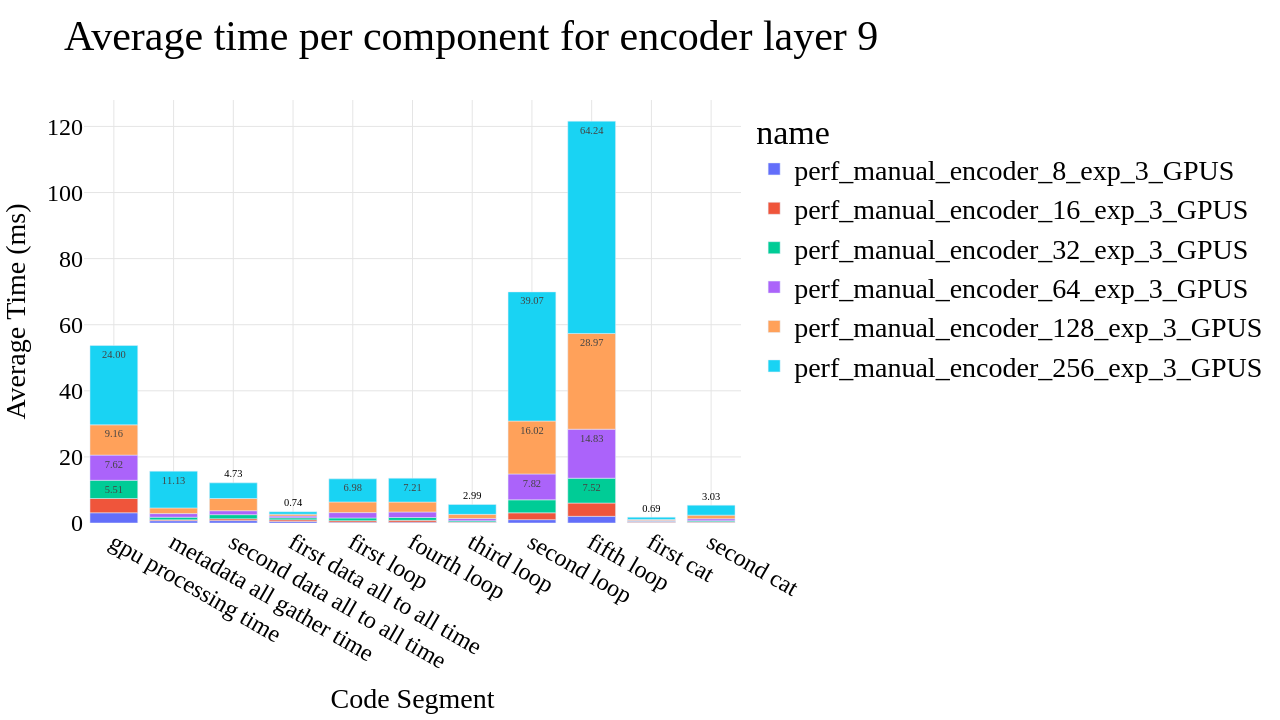 Average time per component for encoder layer 9
name
perf_manual_encoder_8_exp_3_GPUS
perf_manual_encoder_16_exp_3_GPUS
perf_manual_encoder_32_exp_3_GPUS
perf_manual_encoder_64_exp_3_GPUS
perf_manual_encoder_128_exp_3_GPUS
perf_manual_encoder_256_exp_3_GPUS
Average Time (ms)
120
100
80
60
40
20
0
24.00
9.16
7.62
5.51
11.13
4.73
0.74
6.98
7.21
2.99
39.07
16.02
7.82
64.24
28.97
14.83
7.52
0.69
3.03
gpu processing time
metadata all gather time
second data all to all time
first data all to all time
first loop
fourth loop
third loop
second loop
fifth loop
first cat
second cat
Code Segment